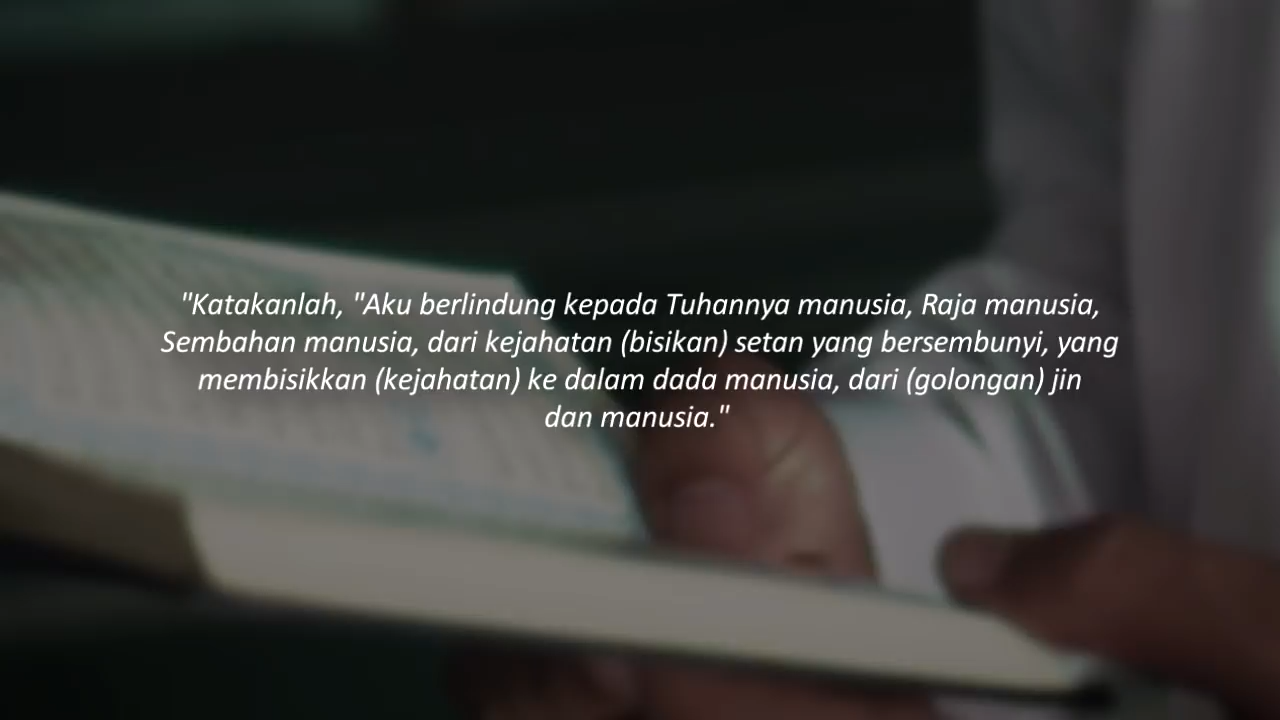 "Katakanlah, "Aku berlindung kepada Tuhannya manusia, Raja manusia,
Sembahan manusia, dari kejahatan (bisikan) setan yang bersembunyi, yang
membisikkan (kejahatan) ke dalam dada manusia, dari (golongan) jin
dan manusia."